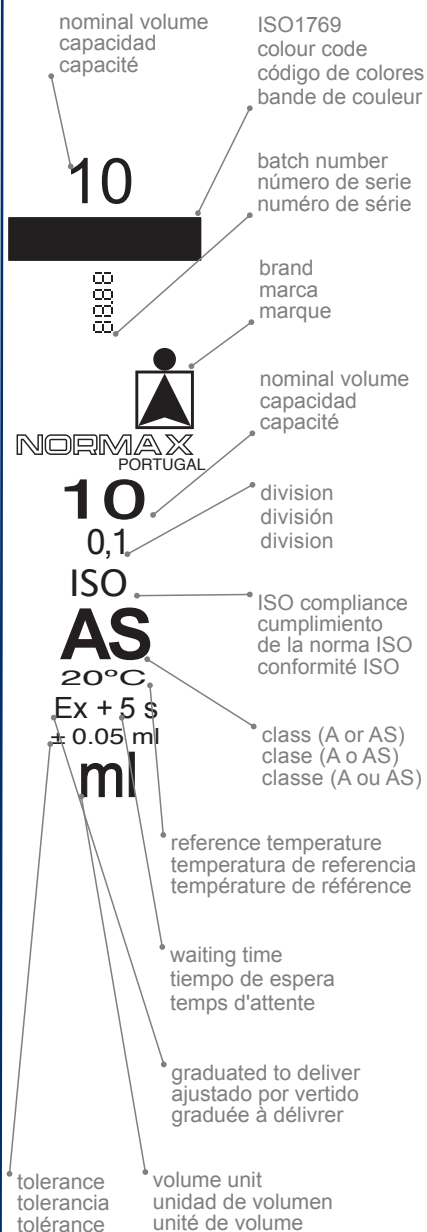 nominal volume
capacidad
capacité
ISO1769
colour code
código de colores
bande de couleur
10
batch number
número de serie
numéro de série
88.88
brand
marca
marque
NORMAX
PORTUGAL
nominal volume
capacidad
capacité
10
division
división
division
0,1
ISO
ISO compliance
cumplimiento
de la norma ISO
conformité ISO
AS
20ºC
Ex + 5 s
± 0.05 ml
ml
class (A or AS)
clase (A o AS)
classe (A ou AS)
reference temperature
temperatura de referencia
température de référence
waiting time
tiempo de espera
temps d'attente
graduated to deliver
ajustado por vertido
graduée à délivrer
tolerance
tolerancia
tolérance
volume unit
unidad de volumen
unité de volume